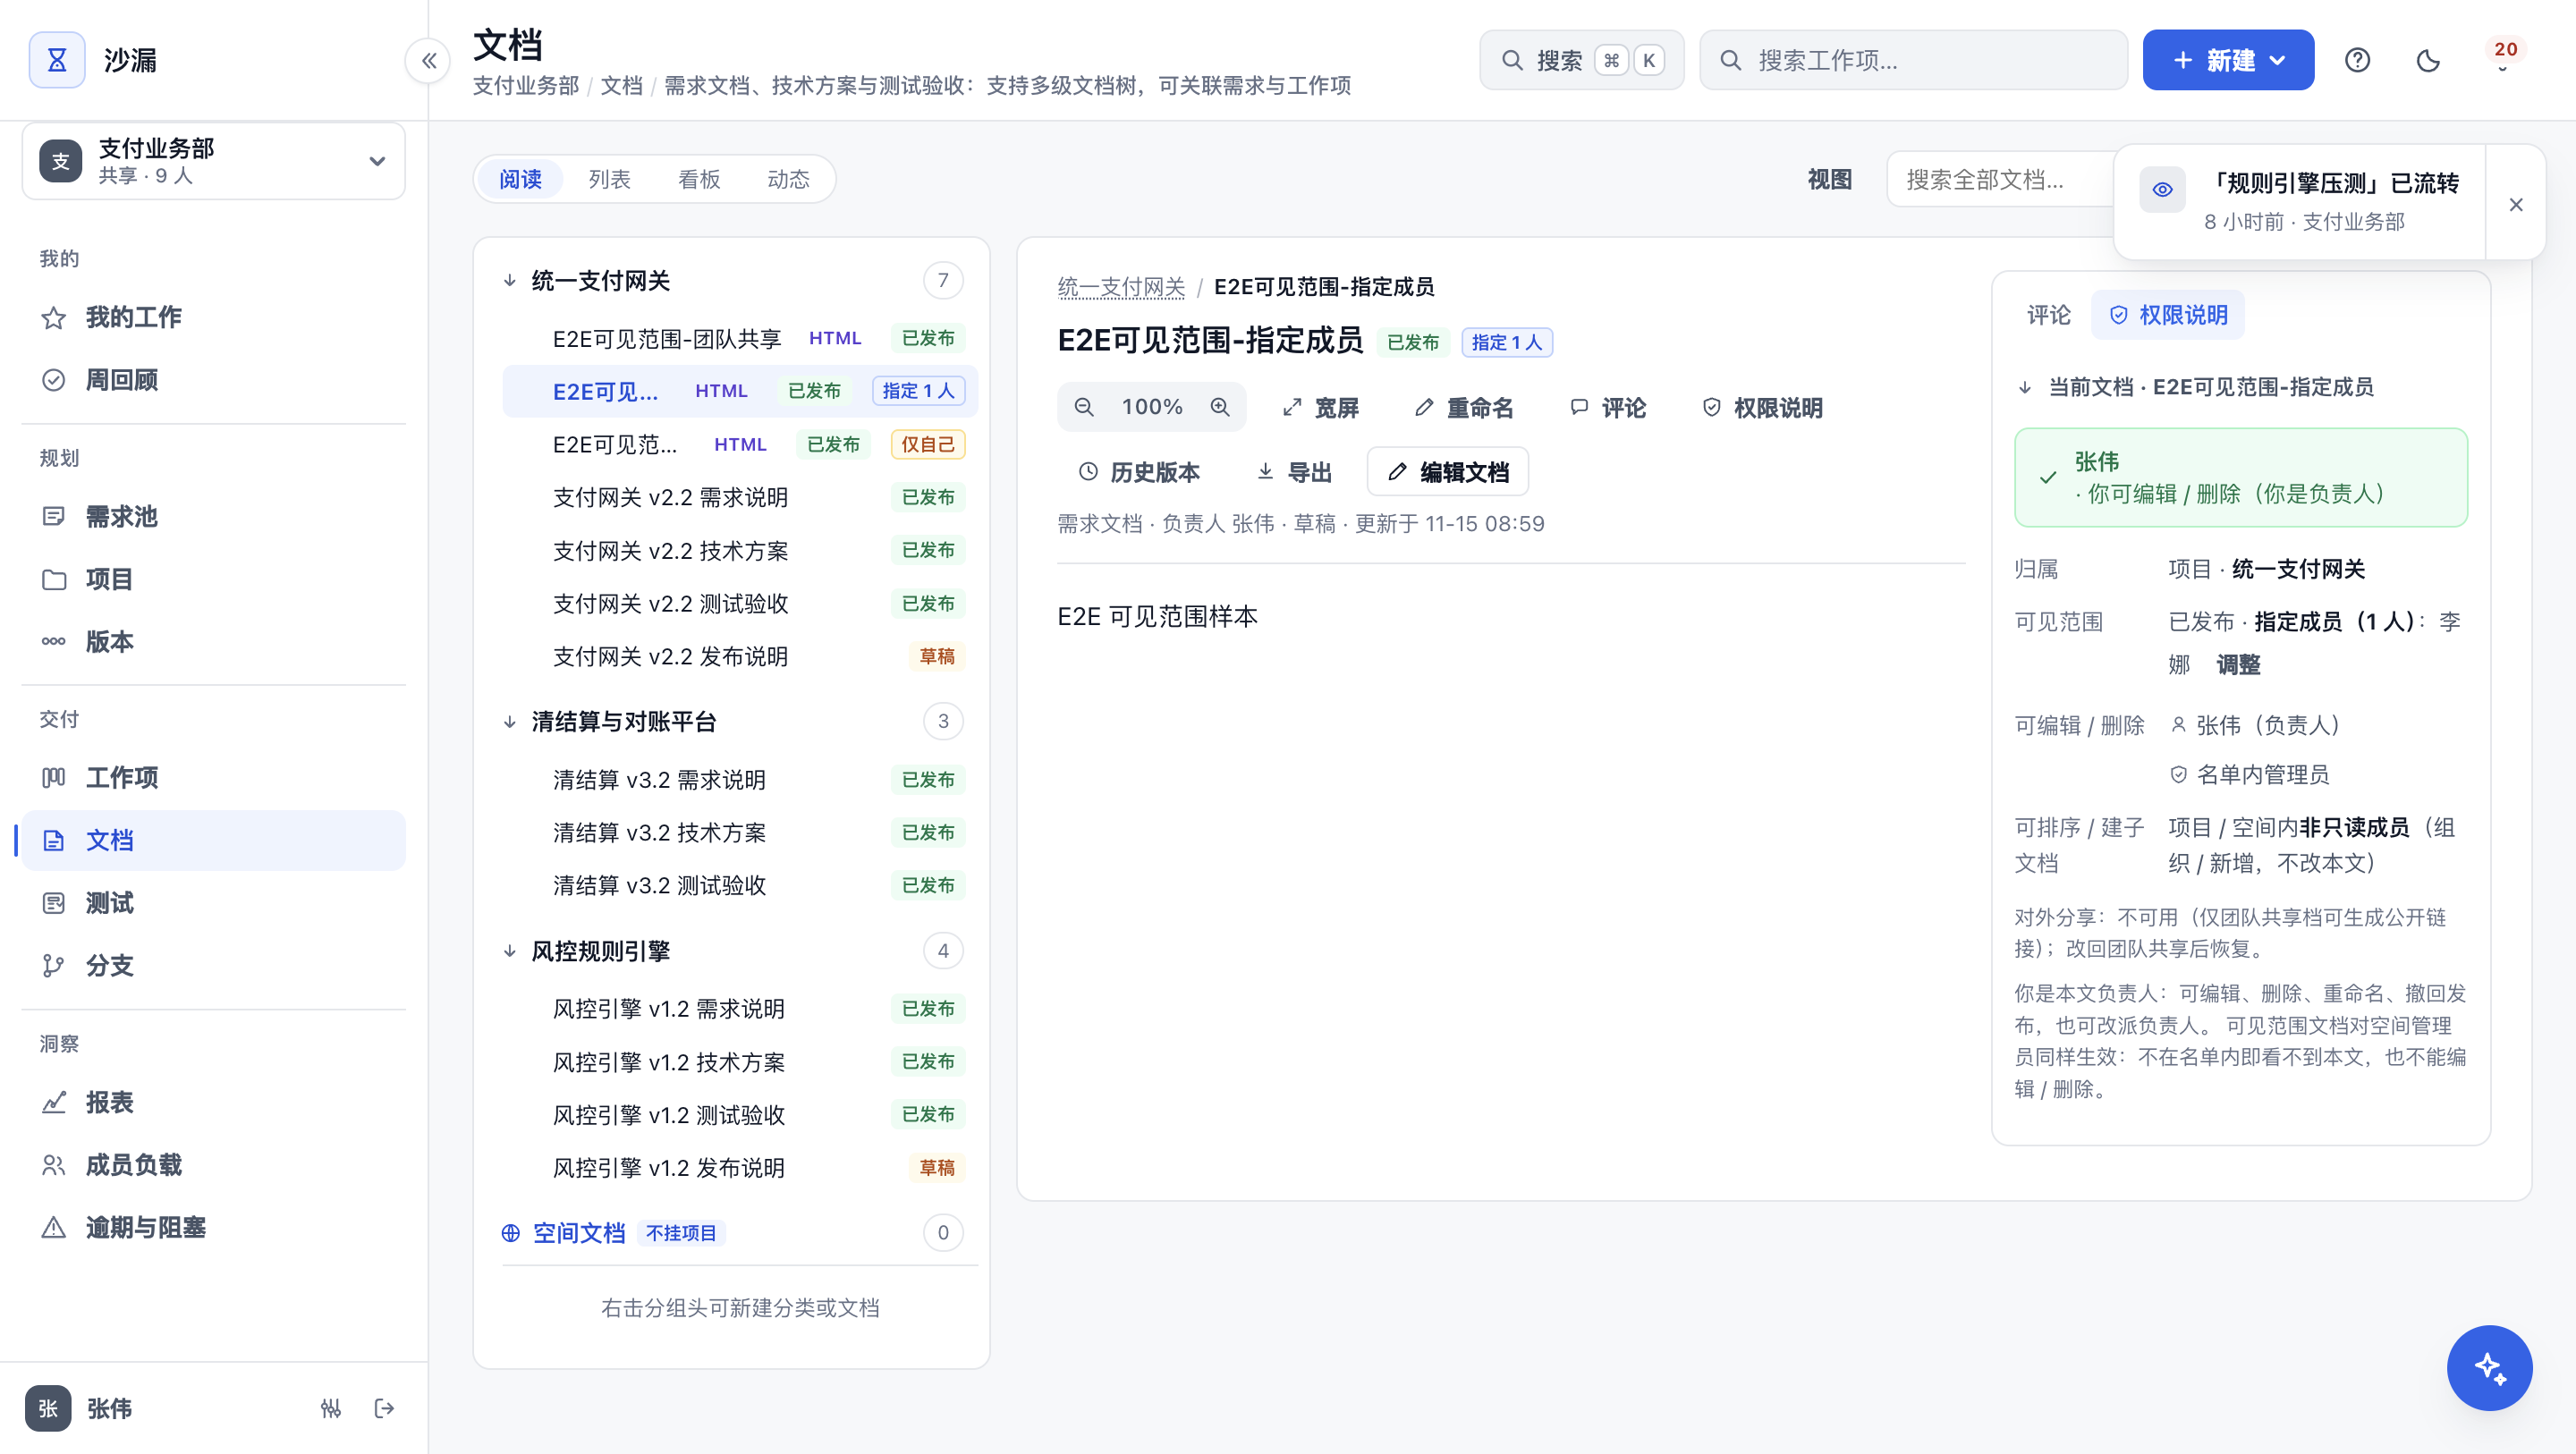 沙漏
文档
支付业务部 / 文档 / 需求文档、技术方案与测试验收：支持多级文档树，可关联需求与工作项
搜索 ⌘ K
搜索工作项...
+ 新建
20
支 支付业务部
共享 · 9 人
我的
我的工作
周回顾
规划
需求池
项目
版本
交付
工作项
文档
测试
分支
洞察
报表
成员负载
逾期与阻塞
张 张伟
阅读 列表 看板 动态
视图
搜索全部文档...
「规则引擎压测」已流转
8 小时前 · 支付业务部
统一支付网关 7
E2E可见范围-团队共享 HTML 已发布
E2E可见... HTML 已发布 指定 1 人
E2E可见范... HTML 已发布 仅自己
支付网关 v2.2 需求说明 已发布
支付网关 v2.2 技术方案 已发布
支付网关 v2.2 测试验收 已发布
支付网关 v2.2 发布说明 草稿
清结算与对账平台 3
清结算 v3.2 需求说明 已发布
清结算 v3.2 技术方案 已发布
清结算 v3.2 测试验收 已发布
风控规则引擎 4
风控引擎 v1.2 需求说明 已发布
风控引擎 v1.2 技术方案 已发布
风控引擎 v1.2 测试验收 已发布
风控引擎 v1.2 发布说明 草稿
空间文档 不挂项目 0
右击分组头可新建分类或文档
统一支付网关 / E2E可见范围-指定成员
E2E可见范围-指定成员 已发布 指定 1 人
100% 宽屏 重命名 评论 权限说明
历史版本 导出 编辑文档
需求文档 · 负责人 张伟 · 草稿 · 更新于 11-15 08:59
E2E 可见范围样本
评论 权限说明
当前文档 · E2E可见范围-指定成员
张伟
· 你可编辑 / 删除（你是负责人）
归属 项目 · 统一支付网关
可见范围 已发布 · 指定成员（1 人）：李
娜 调整
可编辑 / 删除 张伟（负责人）
名单内管理员
可排序 / 建子 项目 / 空间内非只读成员（组
文档 织 / 新增，不改本文）
对外分享：不可用（仅团队共享档可生成公开链
接）；改回团队共享后恢复。
你是本文负责人：可编辑、删除、重命名、撤回发
布，也可改派负责人。 可见范围文档对空间管理
员同样生效：不在名单内即看不到本文，也不能编
辑 / 删除。